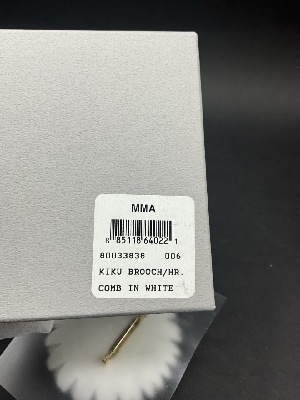 MMA
8 85118 64022 1
80033838 006
KIKU BROOCH/HR.
COMB IN WHITE